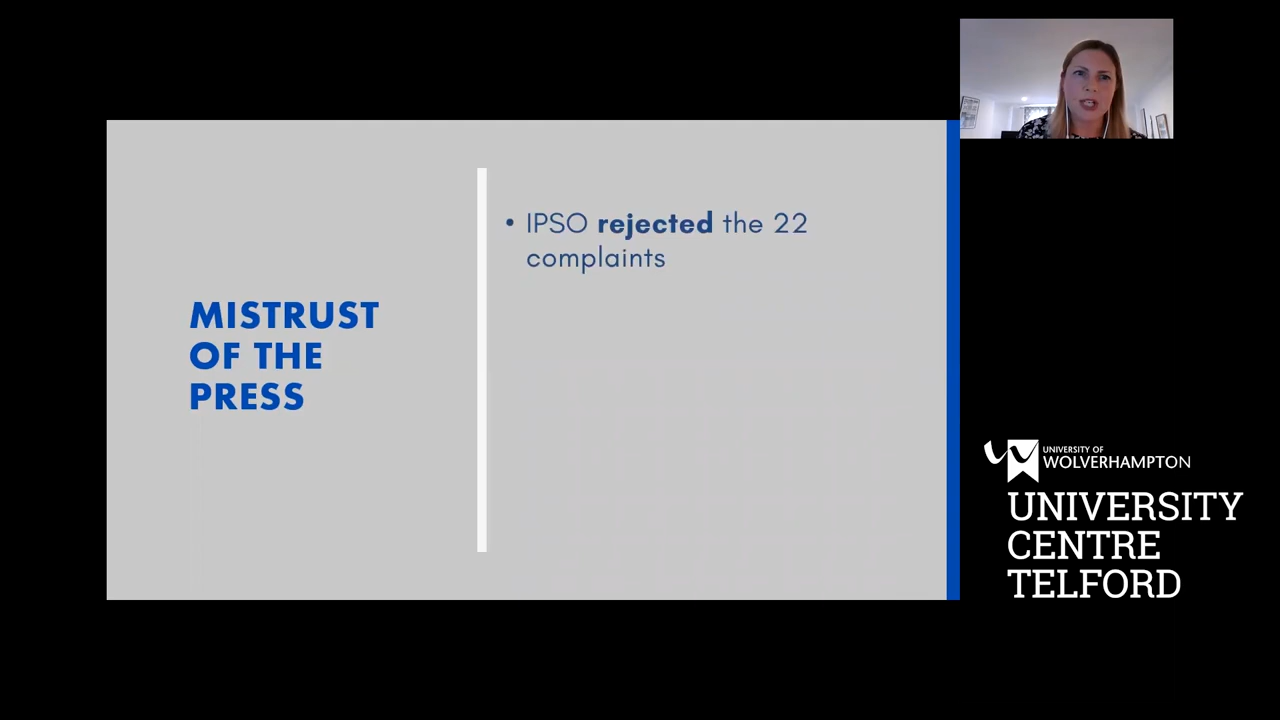 MISTRUST
OF THE
PRESS
• IPSO rejected the 22
complaints
UNIVERSITY OF
WOLVERHAMPTON
UNIVERSITY
CENTRE
TELFORD